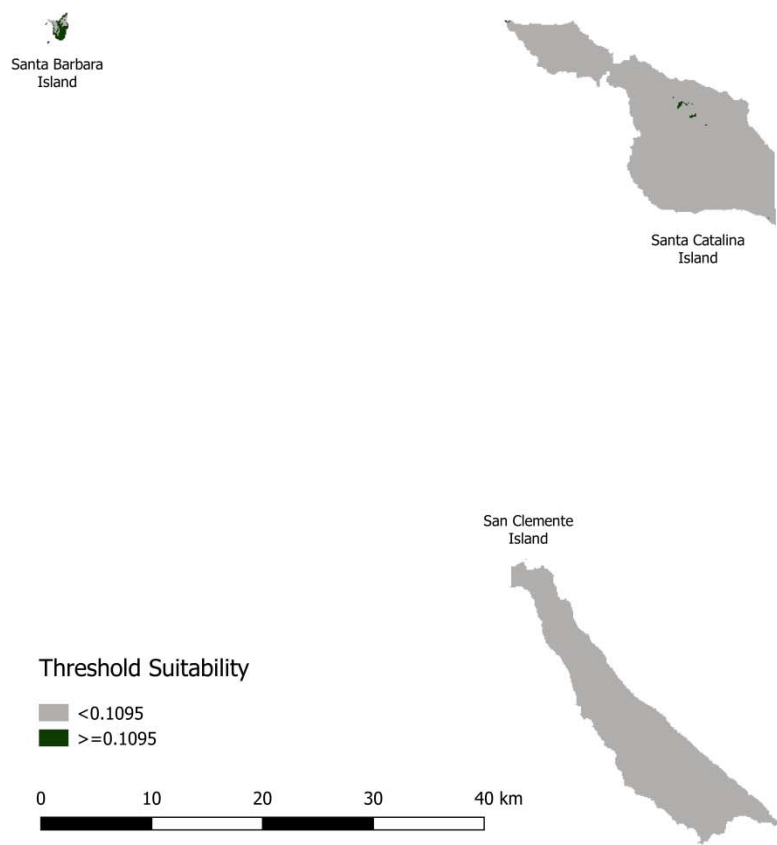 Santa Barbara
Island
Santa Catalina
Island
San Clemente
Island
Threshold Suitability
<0.1095
>=0.1095
0 10 20 30 40 km